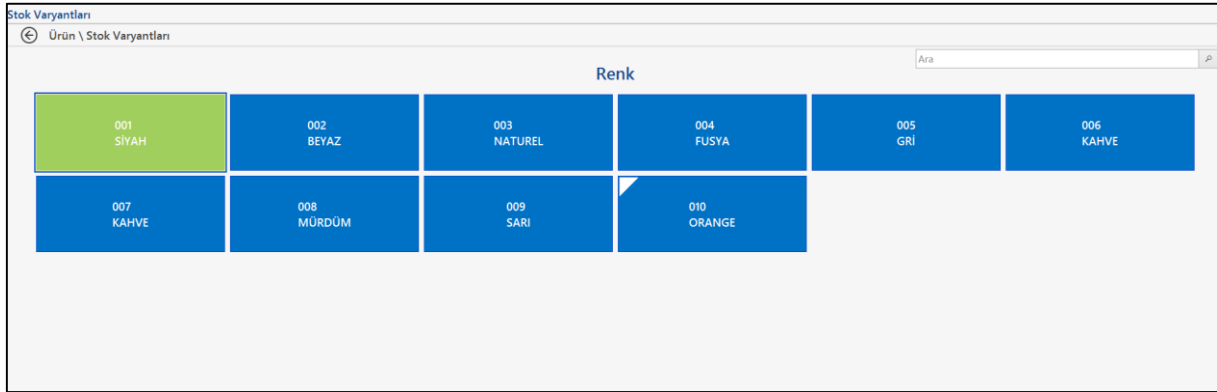 Stok Varyantları
Ürün \ Stok Varyantları
Ara
Renk
001
SİYAH
002
BEYAZ
003
NATUREL
004
FUSYA
005
GRİ
006
KAHVE
007
KAHVE
008
MÜRDÜM
009
SARI
010
ORANGE